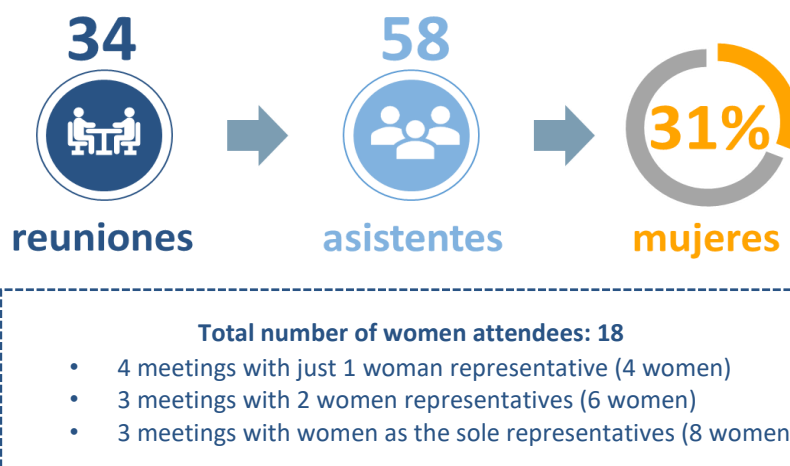 34 58
31%
reuniones asistentes mujeres
Total number of women attendees: 18
• 4 meetings with just 1 woman representative (4 women)
• 3 meetings with 2 women representatives (6 women)
• 3 meetings with women as the sole representatives (8 women